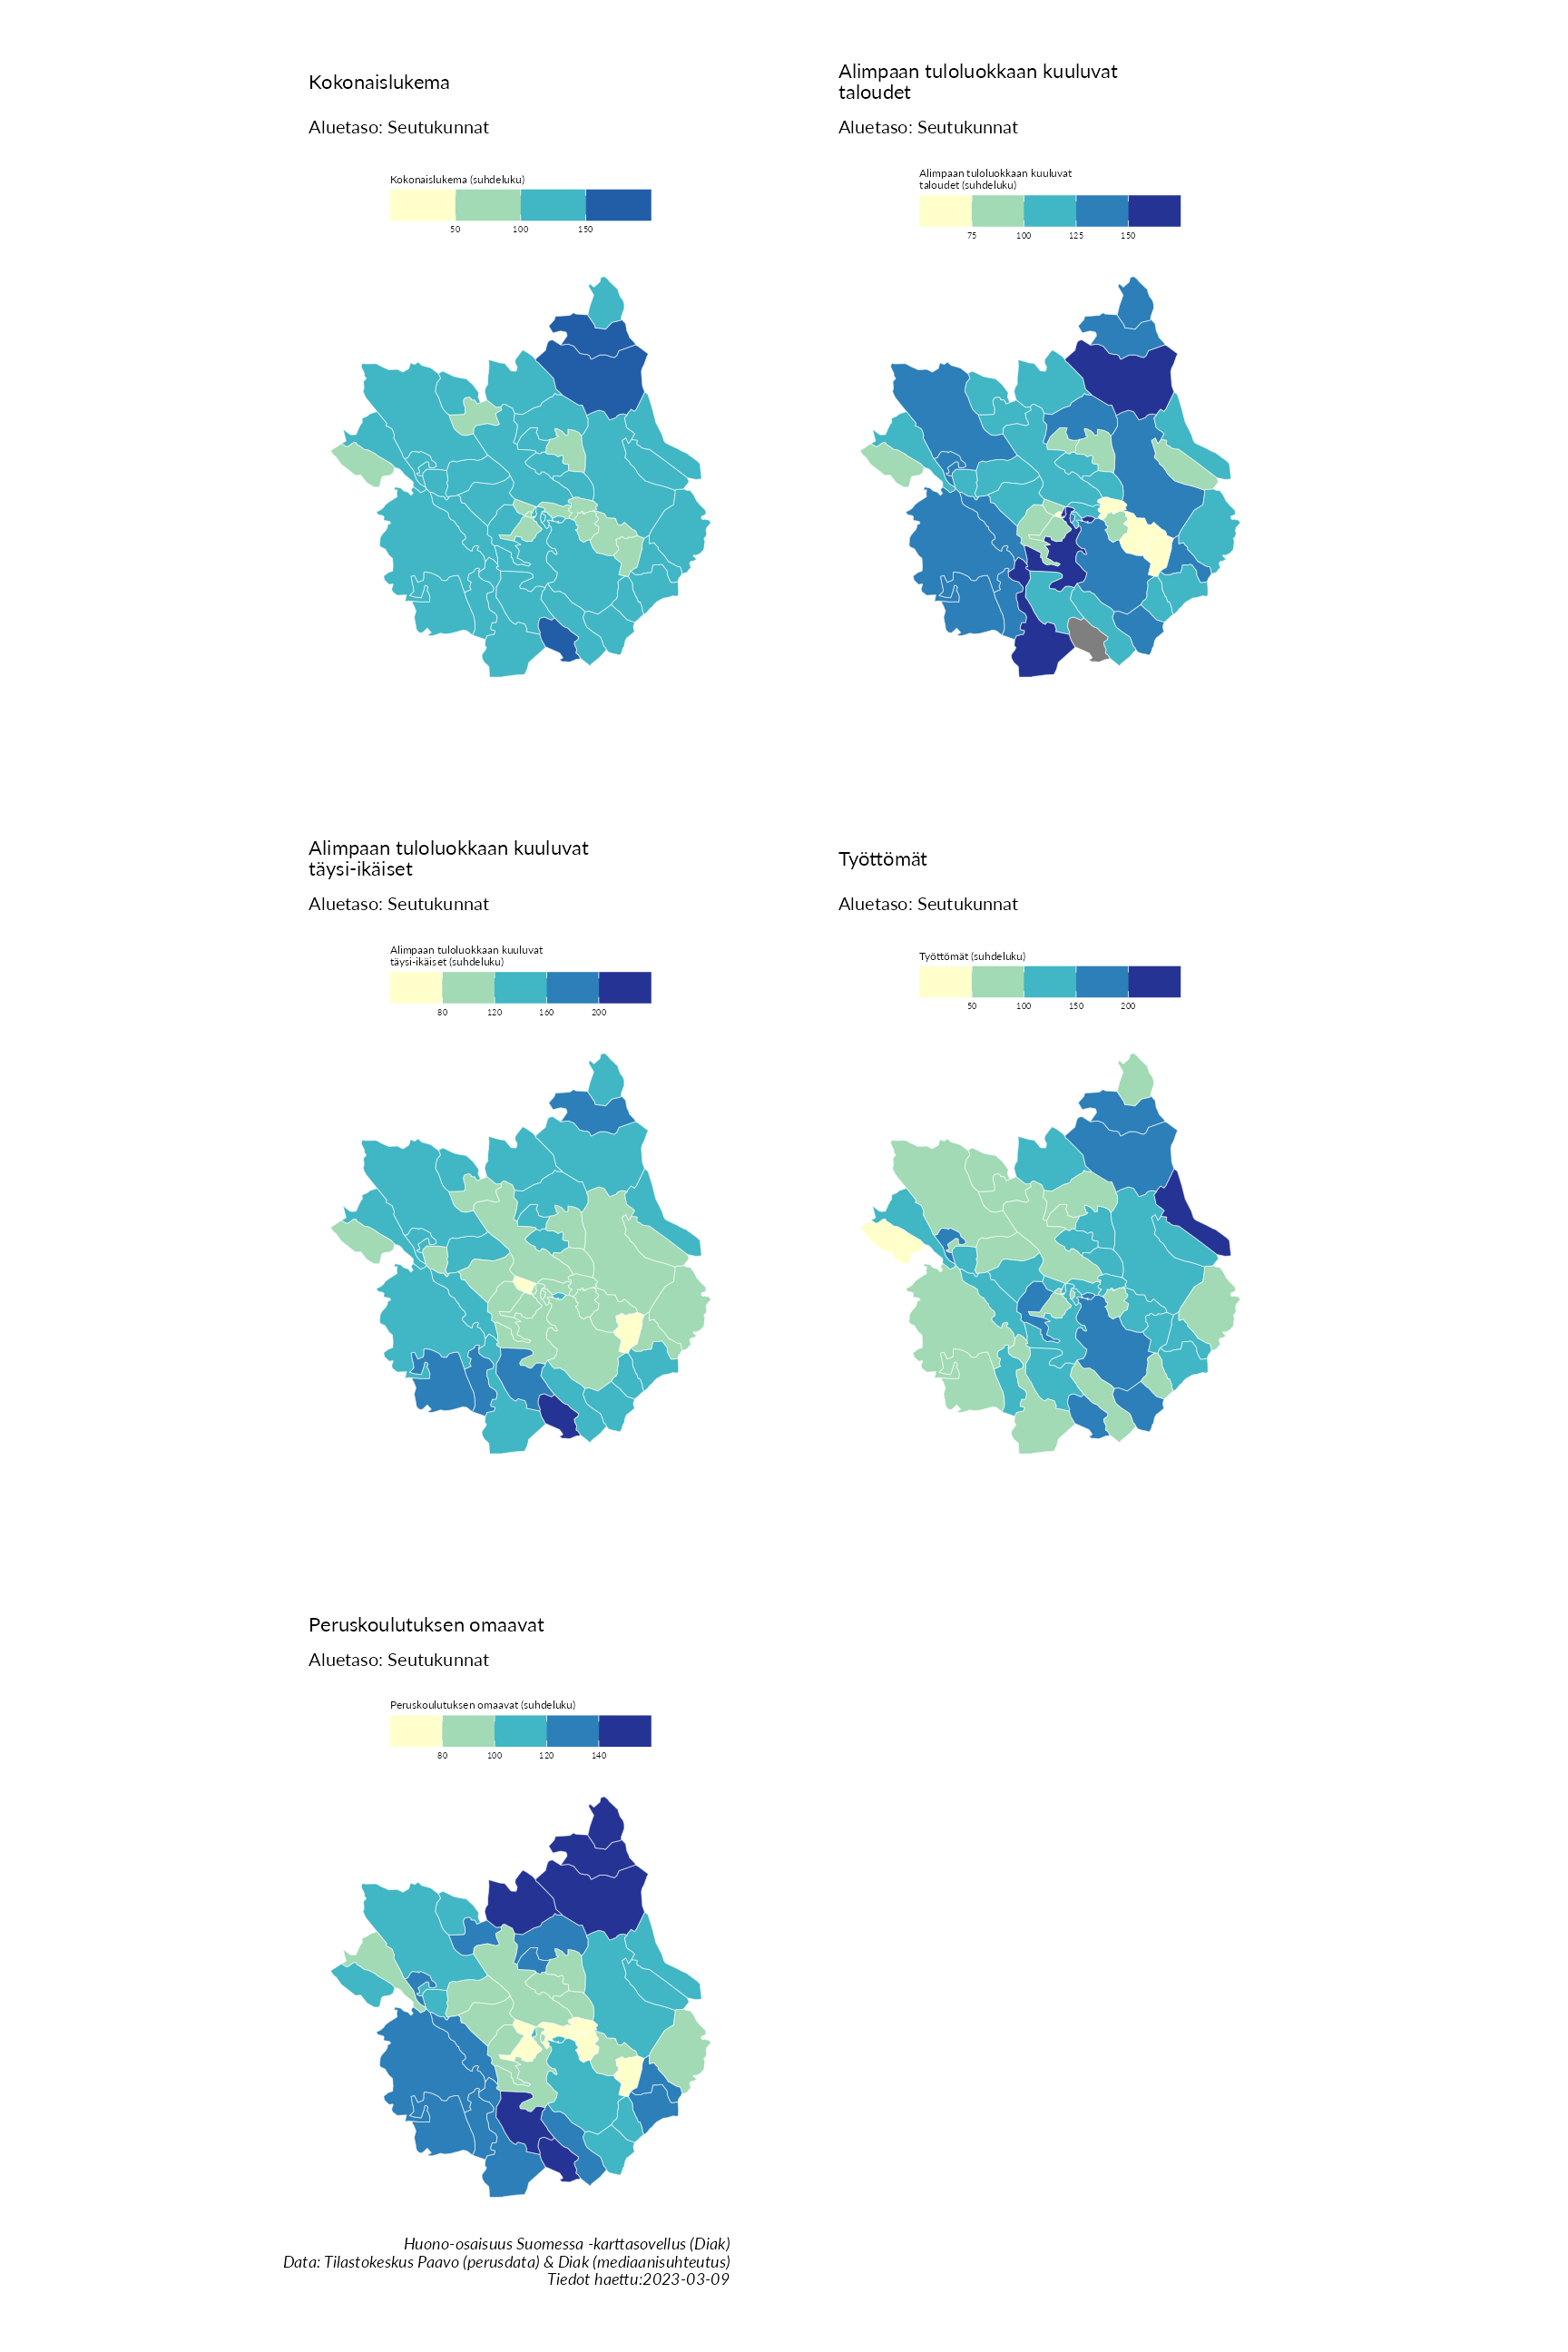 Kokonaislukema
Aluetaso: Seutukunnat
Kokonaislukema (suhdeluku)
50 100 150
Alimpaan tuloluokkaan kuuluvat
taloudet
Aluetaso: Seutukunnat
Alimpaan tuloluokkaan kuuluvat
taloudet (suhdeluku)
75 100 125 150
Alimpaan tuloluokkaan kuuluvat
täysi-ikäiset
Aluetaso: Seutukunnat
Alimpaan tuloluokkaan kuuluvat
täysi-ikäiset (suhdeluku)
80 120 160 200
Työttömät
Aluetaso: Seutukunnat
Työttömät (suhdeluku)
50 100 150 200
Peruskoulutuksen omaavat
Aluetaso: Seutukunnat
Peruskoulutuksen omaavat (suhdeluku)
80 100 120 140
Huono-osaisuus Suomessa -karttasovellus (Diak)
Data: Tilastokeskus Paavo (perusdata) & Diak (mediaanisuhteutus)
Tiedot haettu:2023-03-09